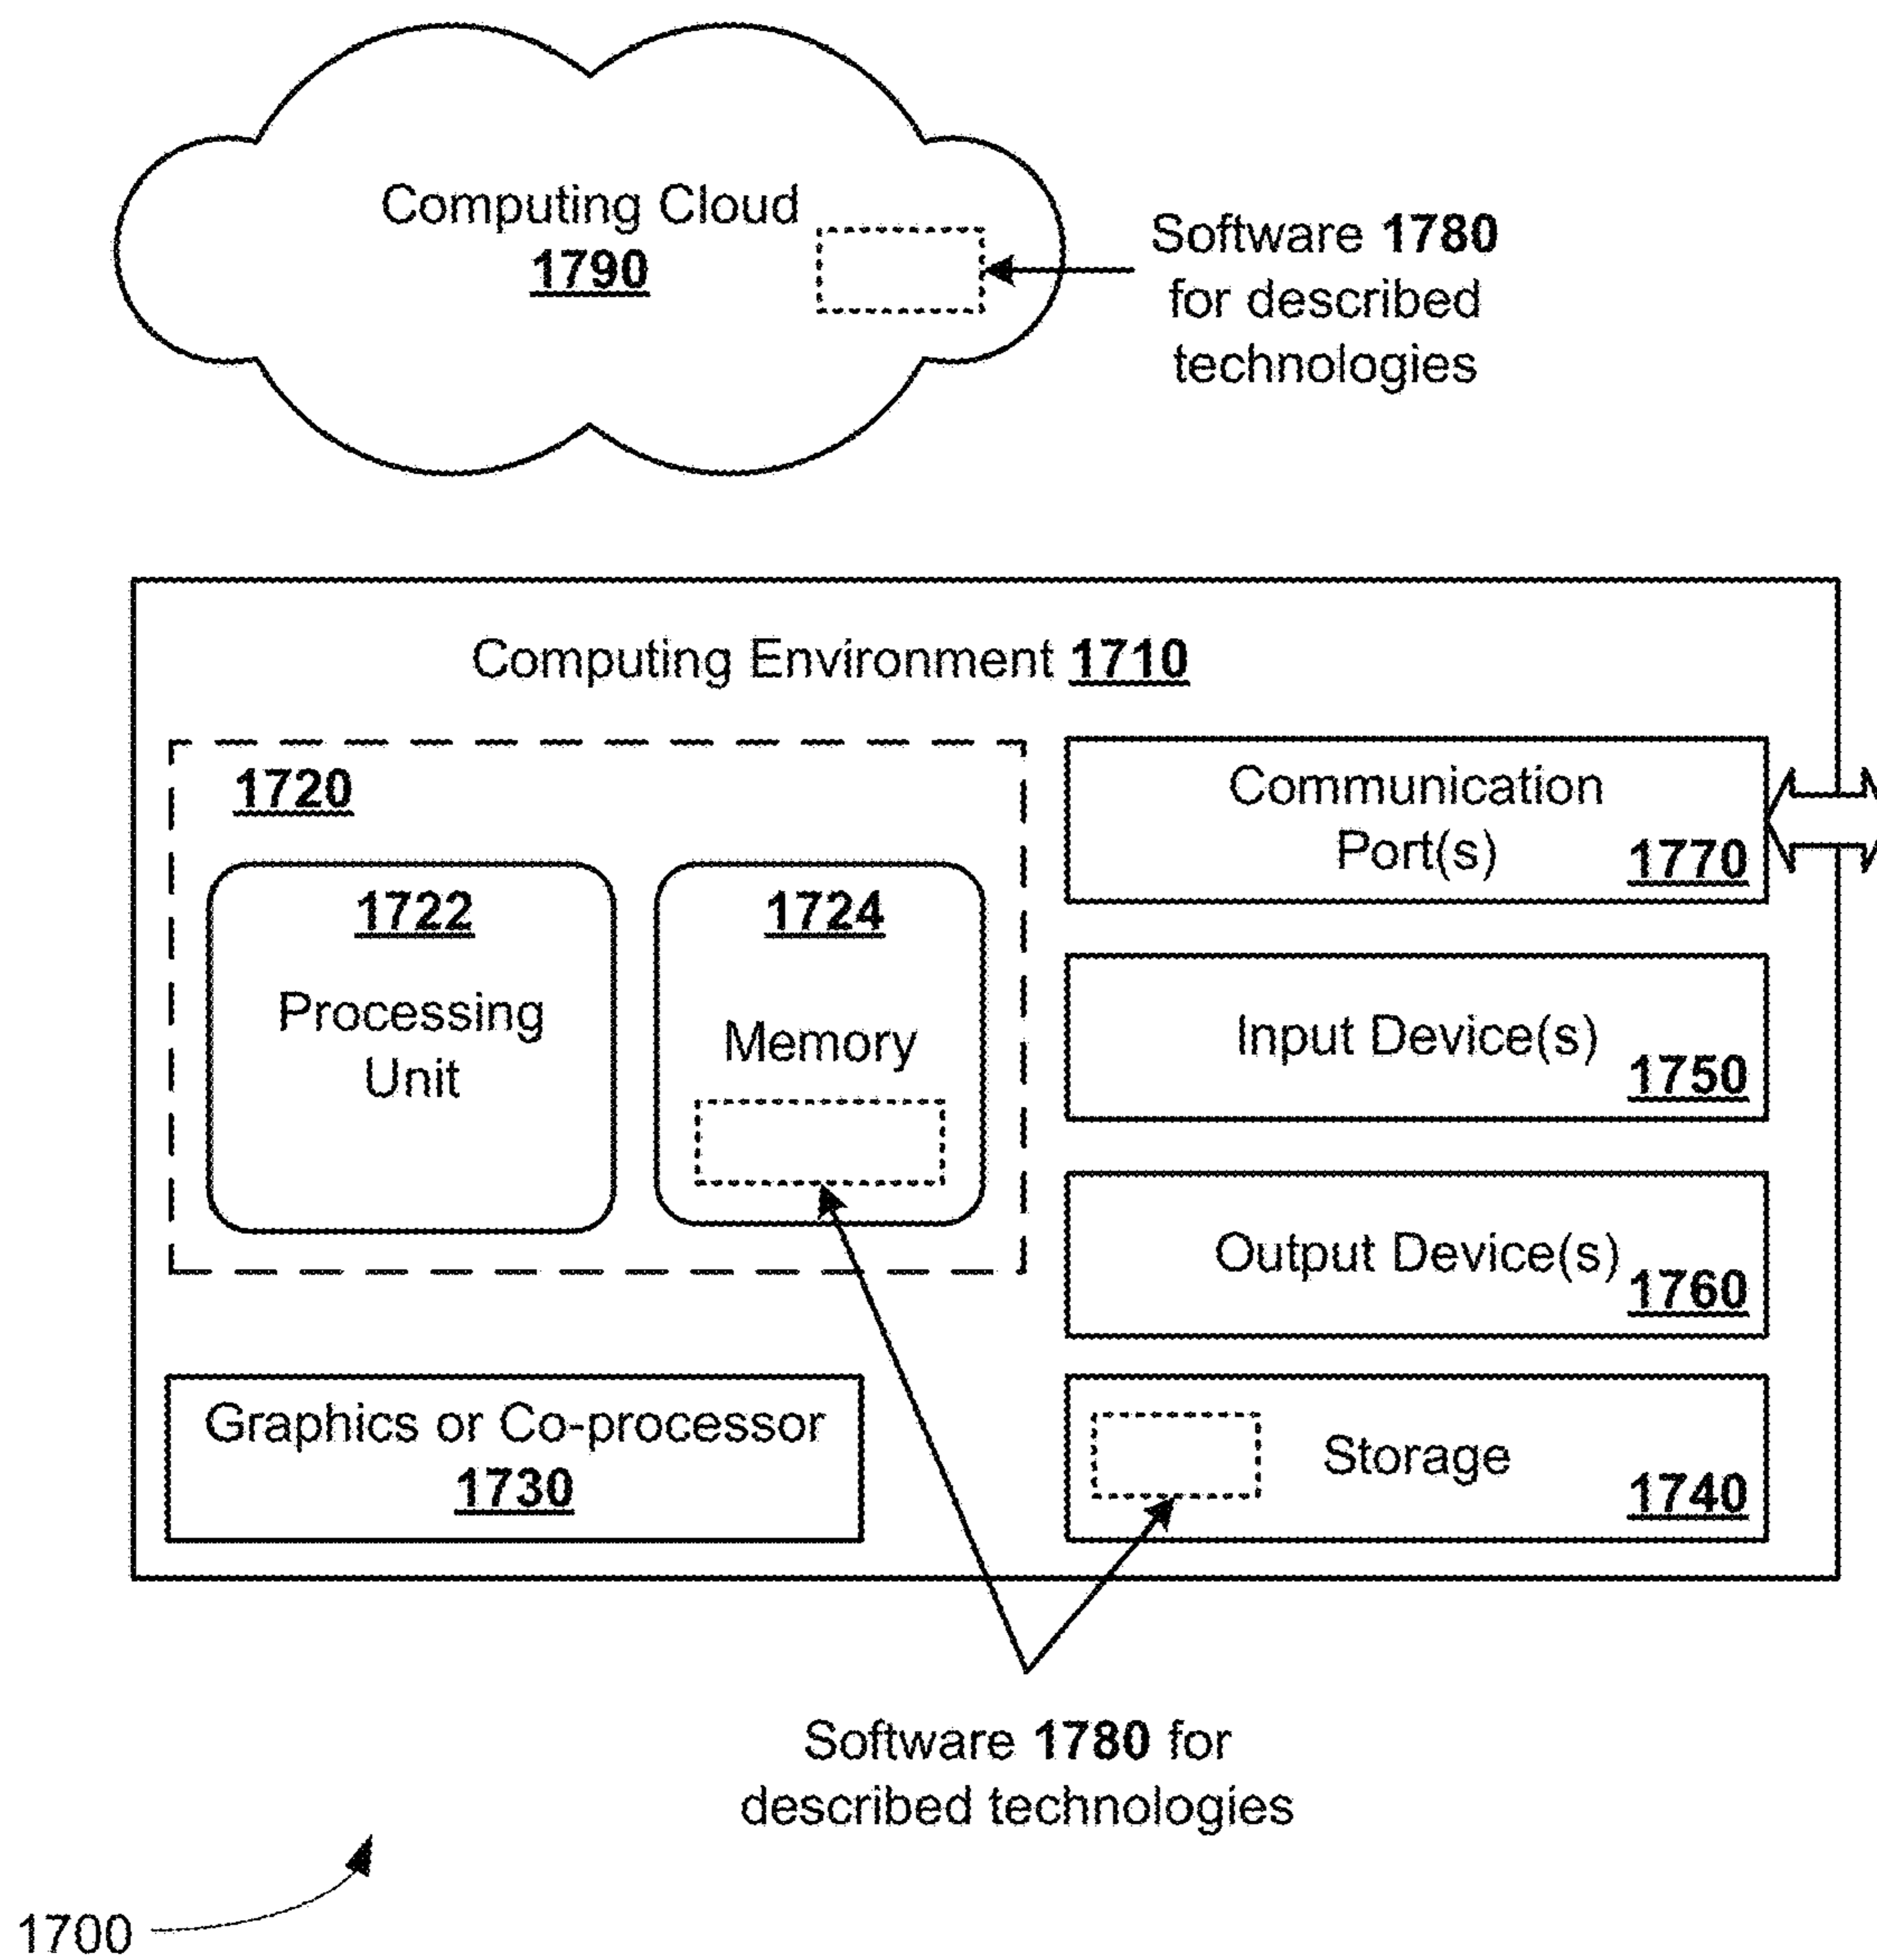 Computing Cloud
1790
Software 1780
for described
technologies
Computing Environment 1710
1720
1722
Processing
Unit
1724
Memory
Communication
Port(s)
1770
Input Device(s)
1750
Output Device(s)
1760
Graphics or Co-processor
1730
Storage
1740
Software 1780 for
described technologies
1700